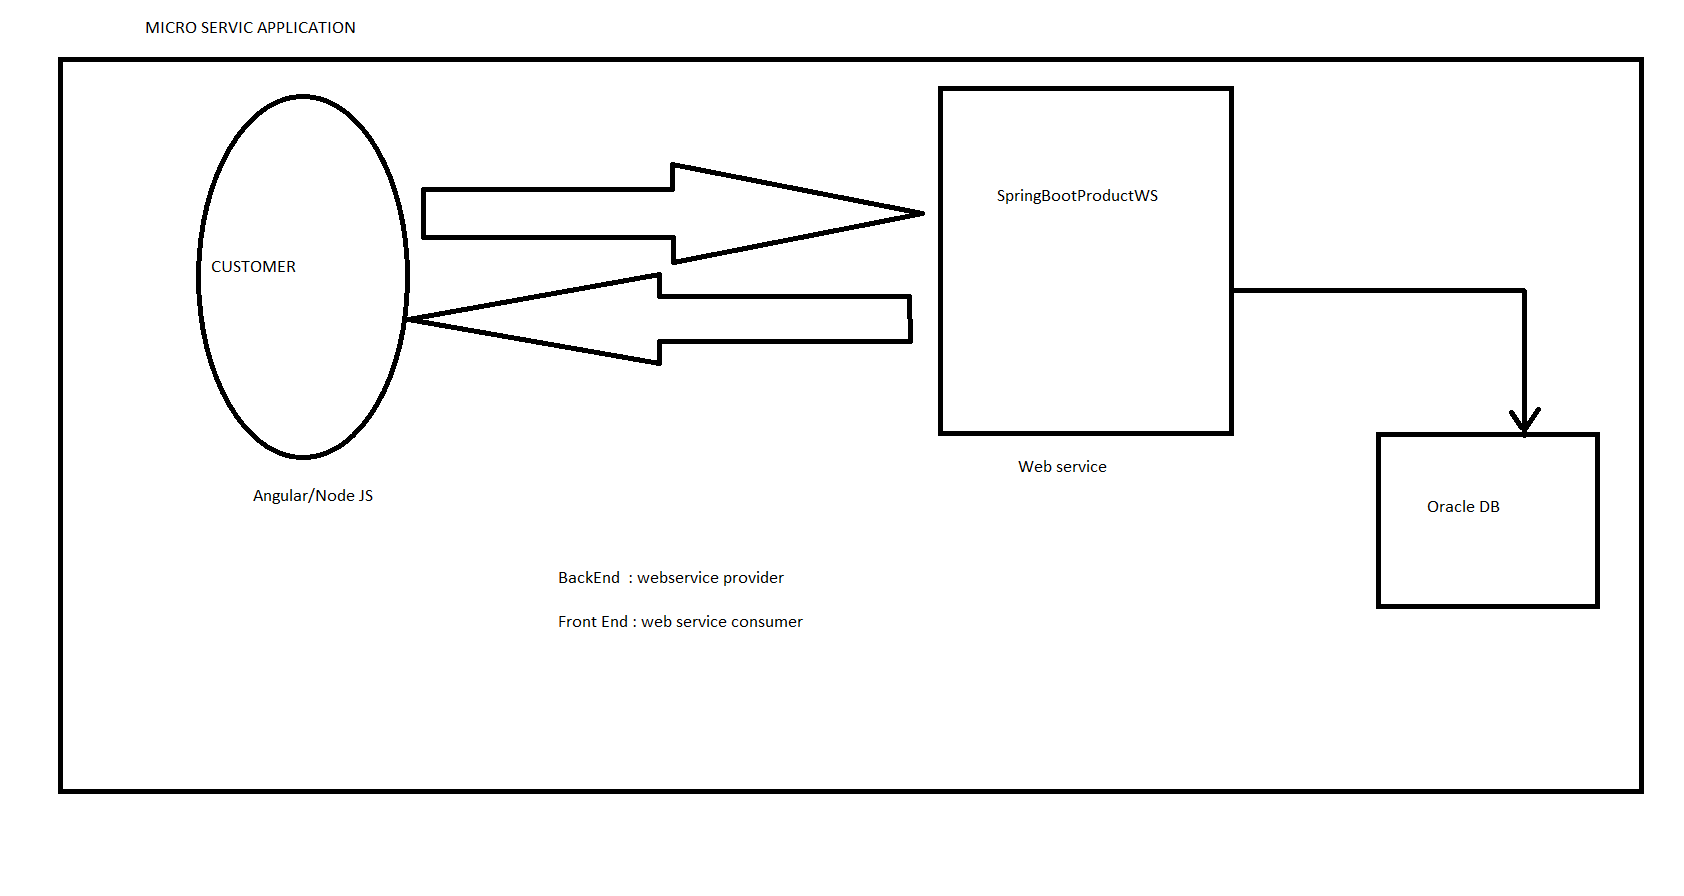 MICRO SERVIC APPLICATION
SpringBootProductWS
CUSTOMER
Web service
Angular/Node JS
Oracle DB
BackEnd  : webservice provider
Front End : web service consumer